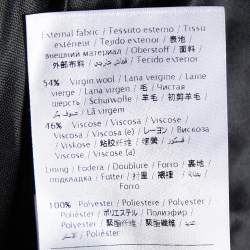 External fabric / Tessuto esterno / Tissu
extérieur / Tejido exterior / 表地 /
внешний материал / Oberstoff / 面料 /
外部布料 / قماش خارجي / Tecido exterior
54% Virgin wool / Lana vergine / Laine
vierge / Lana virgen / 毛 / Чистая
шерсть / Schurwolle / 羊毛 / 初剪羊毛
/ Lã virgem
46% Viscose / Viscosa / Viscose /
Viscosa / Viscosa (e) / レーヨン / Вискоза
/ Viskose / 粘胶纤维 /
Viscose / Viscose (a)
Lining / Fodera / Doublure / Forro / 裏地 /
подкладка / Futter / 里料 / Forro
100% Polyester / Poliestere / Polyester /
Poliéster / ポリエステル / Полиэфир /
Polyester / 聚酯纤维 /
Poliéster